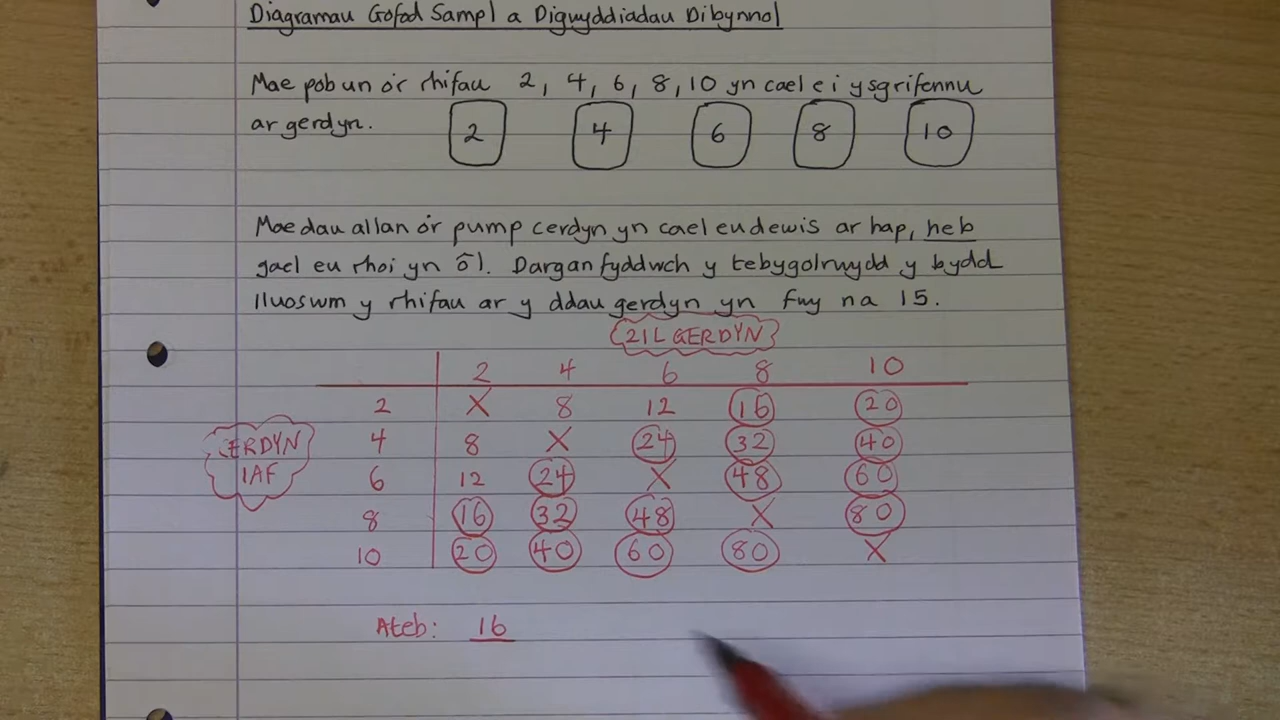 Diagramau Gofod Sampl a Digwyddiadau Dibynnol
Mae pob un o'r rhifau 2, 4, 6, 8, 10 yn cael ei ysgrifennu
ar gerdyn. 2 4 6 8 10
Mae dau allan o'r pump cerdyn yn cael eu dewis ar hap, heb
gael eu rhoi yn ôl. Darganfyddwch y tebygolrwydd y bydd
lluoswm y rhifau ar y ddau gerdyn yn fwy na 15.
2IL GERDYN
2 4 6 8 10
2 X 8 12 16 20
4 8 X 24 32 40
CERDYN
1AF
6 12 24 X 48 60
8 16 32 48 X 80
10 20 40 60 80 X
Ateb: 16